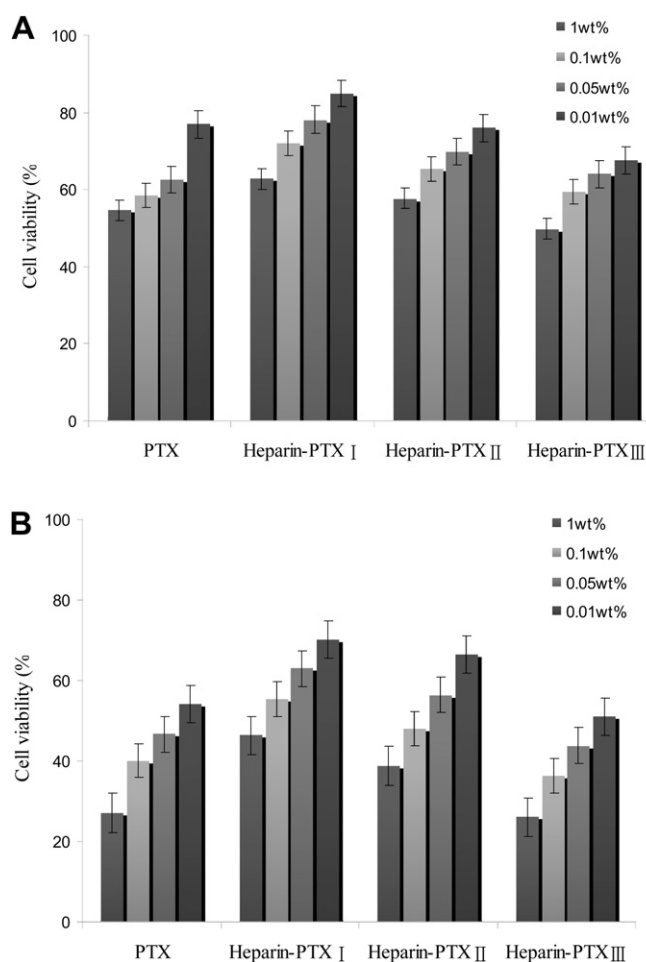 A
100
80
60
40
20
0
Cell viability (%
1wt%
0.1wt%
0.05wt%
0.01wt%
PTX Heparin-PTX Ⅰ Heparin-PTX Ⅱ Heparin-PTX Ⅲ
B
100
80
60
40
20
0
Cell viability (%
1wt%
0.1wt%
0.05wt%
0.01wt%
PTX Heparin-PTX Ⅰ Heparin-PTX Ⅱ Heparin-PTX Ⅲ